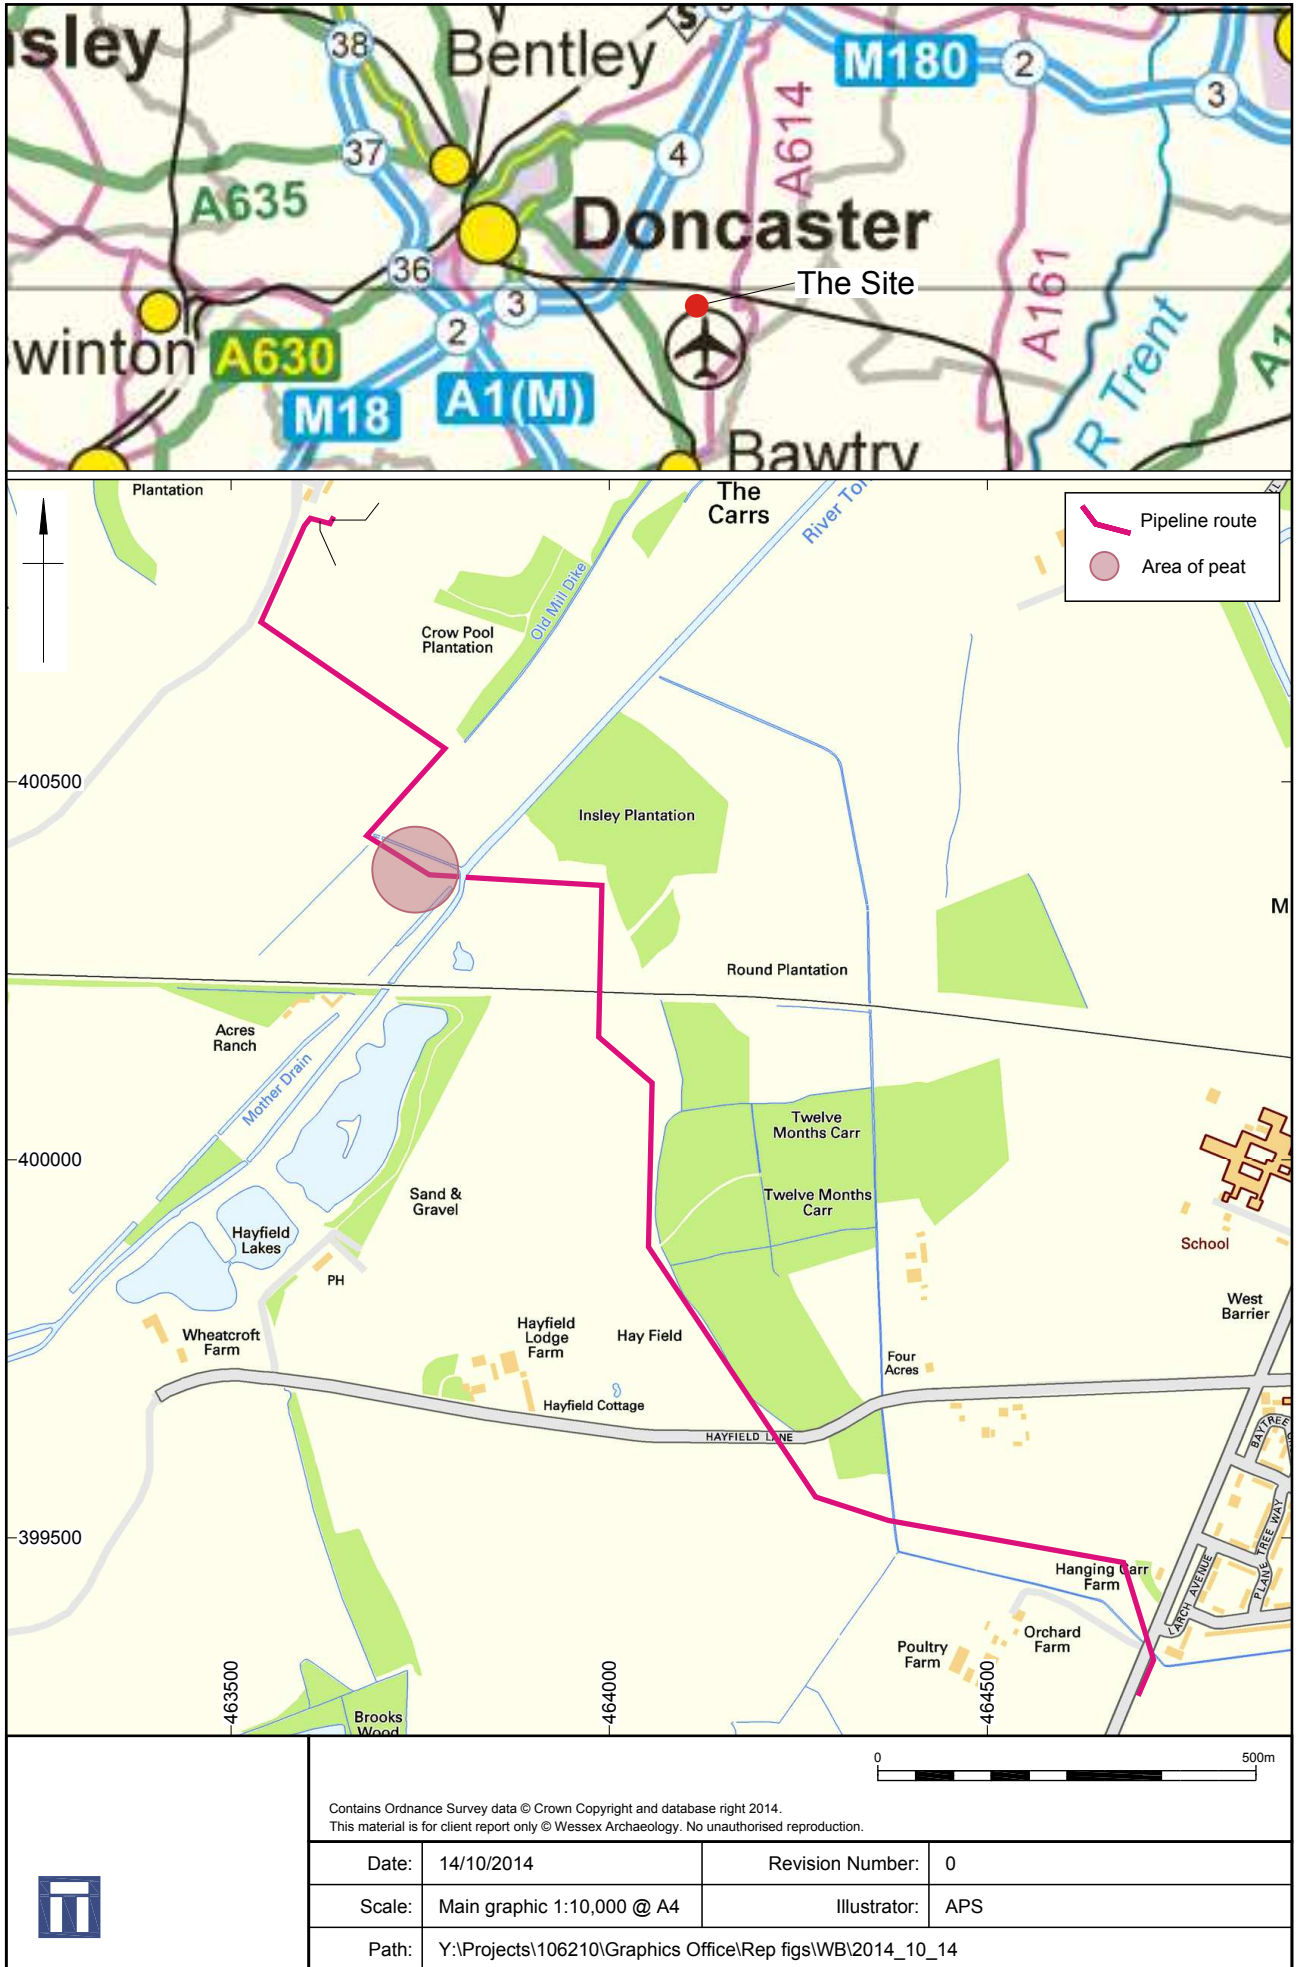 nsley
38
Bentley
S
M180
2
3
A614
37
4
A635
Doncaster
36
3
The Site
A161
2
winton
A630
R Trent
M18
A1(M)
Bawtry
Plantation
The
Carrs
River Tor
Pipeline route
Area of peat
Old Mill Dike
Crow Pool
Plantation
400500
Insley Plantation
M
Round Plantation
Acres
Ranch
Mother Drain
Twelve
Months Carr
400000
Twelve Months
Carr
Sand &
Gravel
Hayfield
Lakes
School
PH
West
Barrier
Wheatcroft
Farm
Hayfield
Lodge
Farm
Hay Field
Four
Acres
Hayfield Cottage
HAYFIELD LANE
BAYTREE
PLANE TREE WAY
399500
Hanging Carr
Farm
LARCH AVENUE
Orchard
Farm
Poultry
Farm
463500
464000
464500
Brooks
Wood
0
500m
Contains Ordnance Survey data © Crown Copyright and database right 2014.
This material is for client report only © Wessex Archaeology. No unauthorised reproduction.
Date: 14/10/2014 Revision Number: 0
Scale: Main graphic 1:10,000 @ A4 Illustrator: APS
Path: Y:\Projects\106210\Graphics Office\Rep figs\WB\2014_10_14